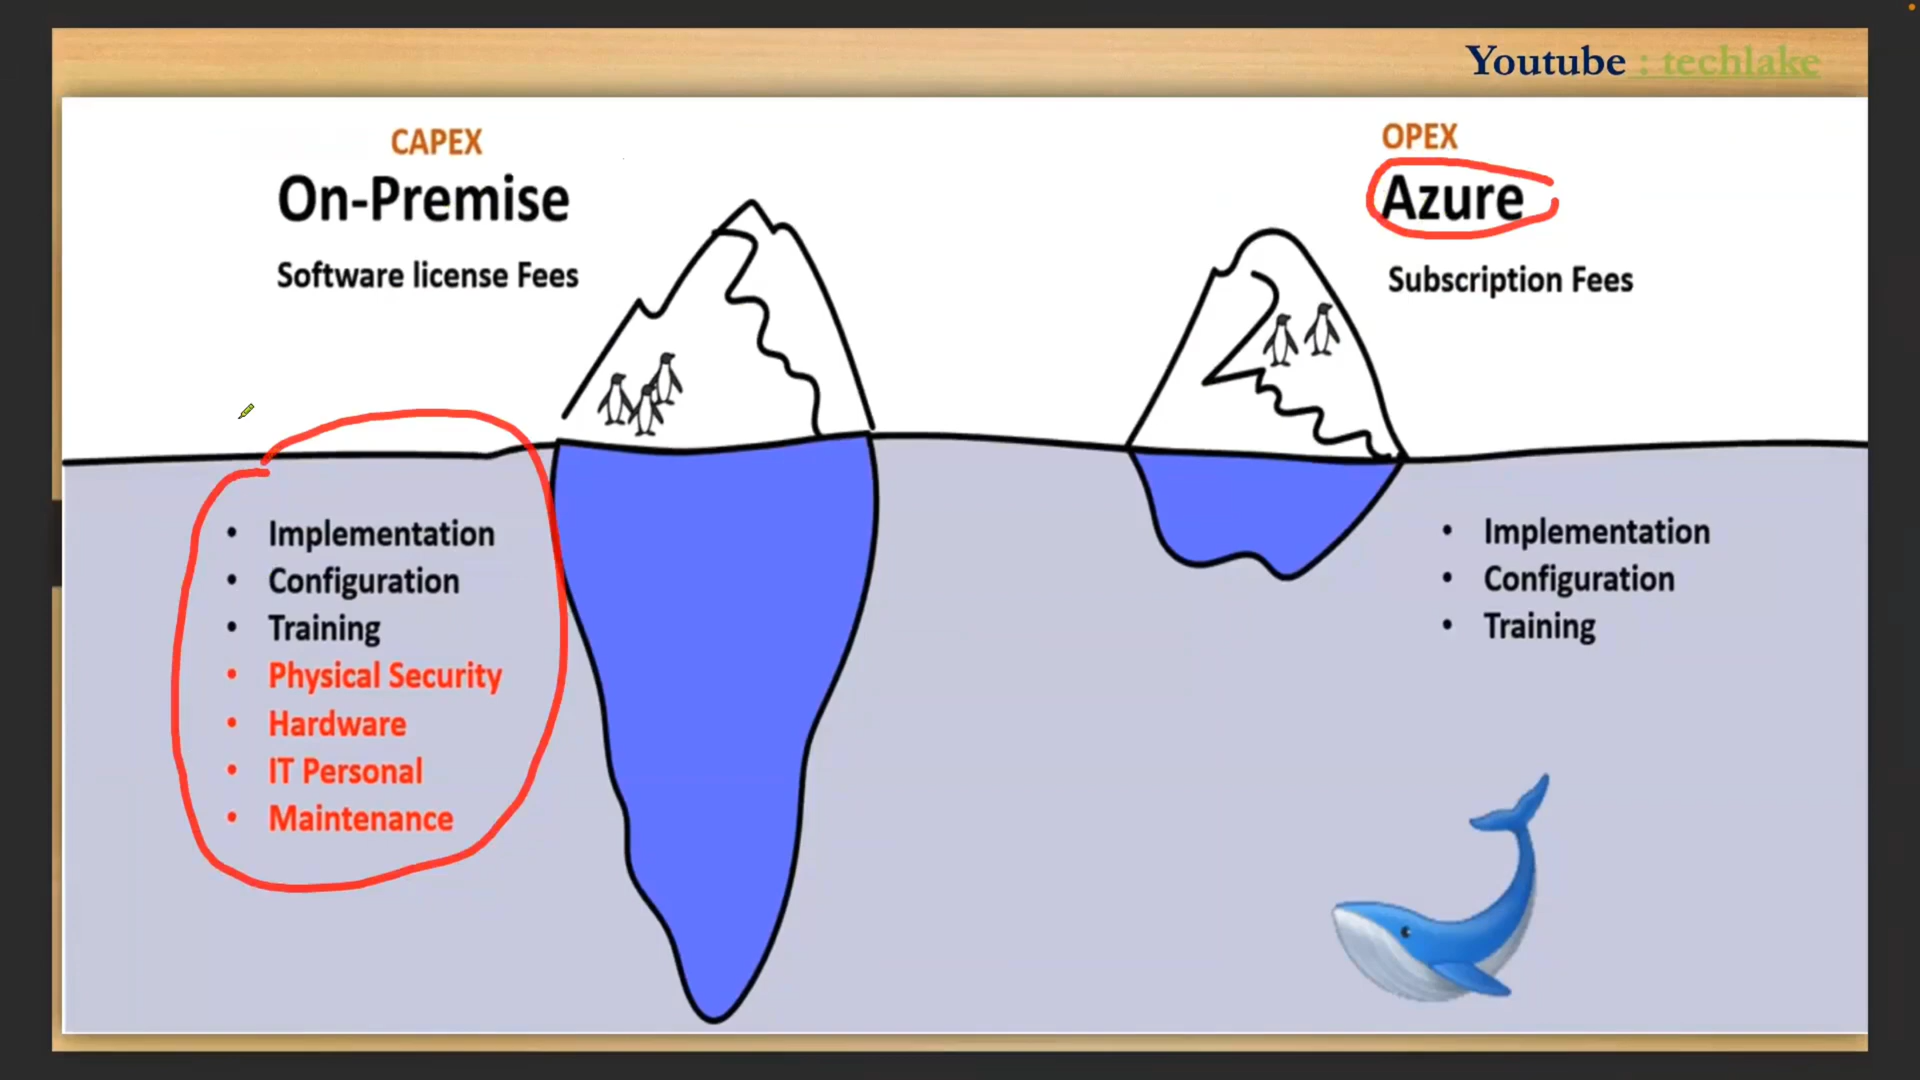 Youtube : techlake
CAPEX
On-Premise
Software license Fees
• Implementation
• Configuration
• Training
• Physical Security
• Hardware
• IT Personal
• Maintenance
OPEX
Azure
Subscription Fees
• Implementation
• Configuration
• Training